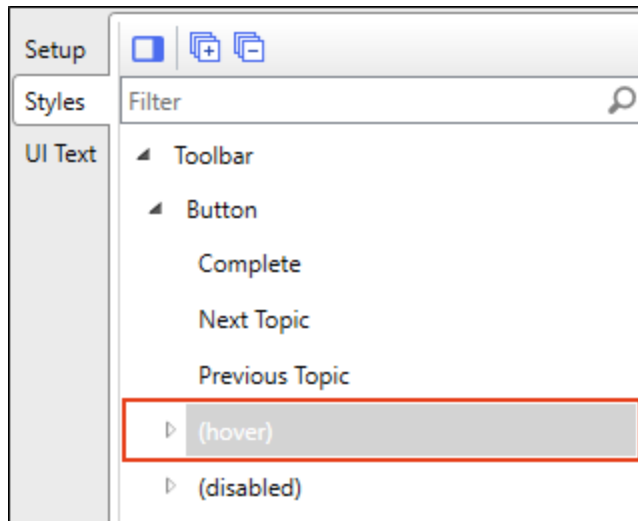 Setup
Styles
UI Text
Filter
Toolbar
Button
Complete
Next Topic
Previous Topic
(hover)
(disabled)